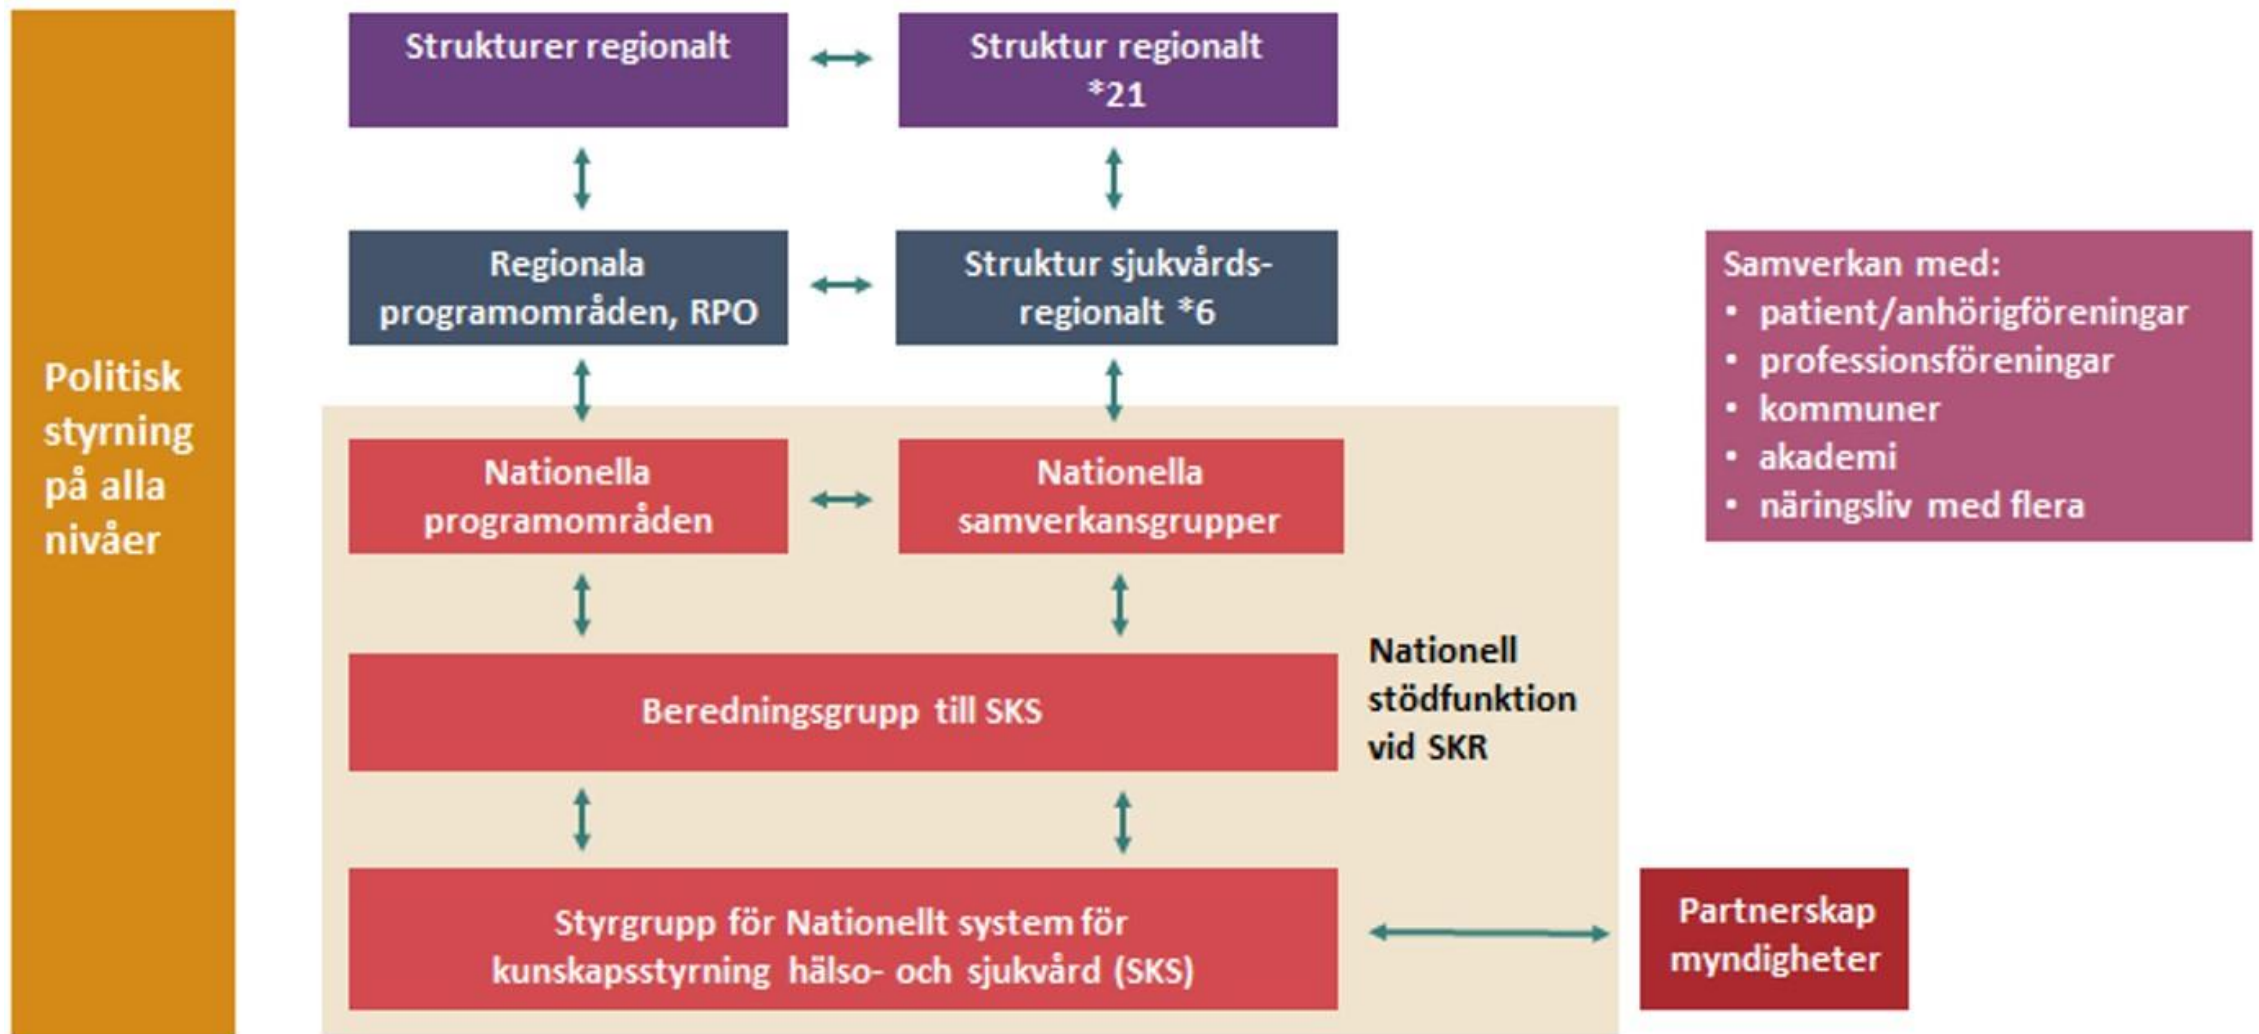 Politisk
styrning
på alla
nivåer
Strukturer regionalt
Struktur regionalt
*21
Regionala
programområden, RPO
Struktur sjukvårds-
regionalt *6
Nationella
programområden
Nationella
samverkansgrupper
Beredningsgrupp till SKS
Nationell
stödfunktion
vid SKR
Styrgrupp för Nationellt system för
kunskapsstyrning hälso- och sjukvård (SKS)
Samverkan med:
• patient/anhörigföreningar
• professionsföreningar
• kommuner
• akademi
• näringsliv med flera
Partnerskap
myndigheter